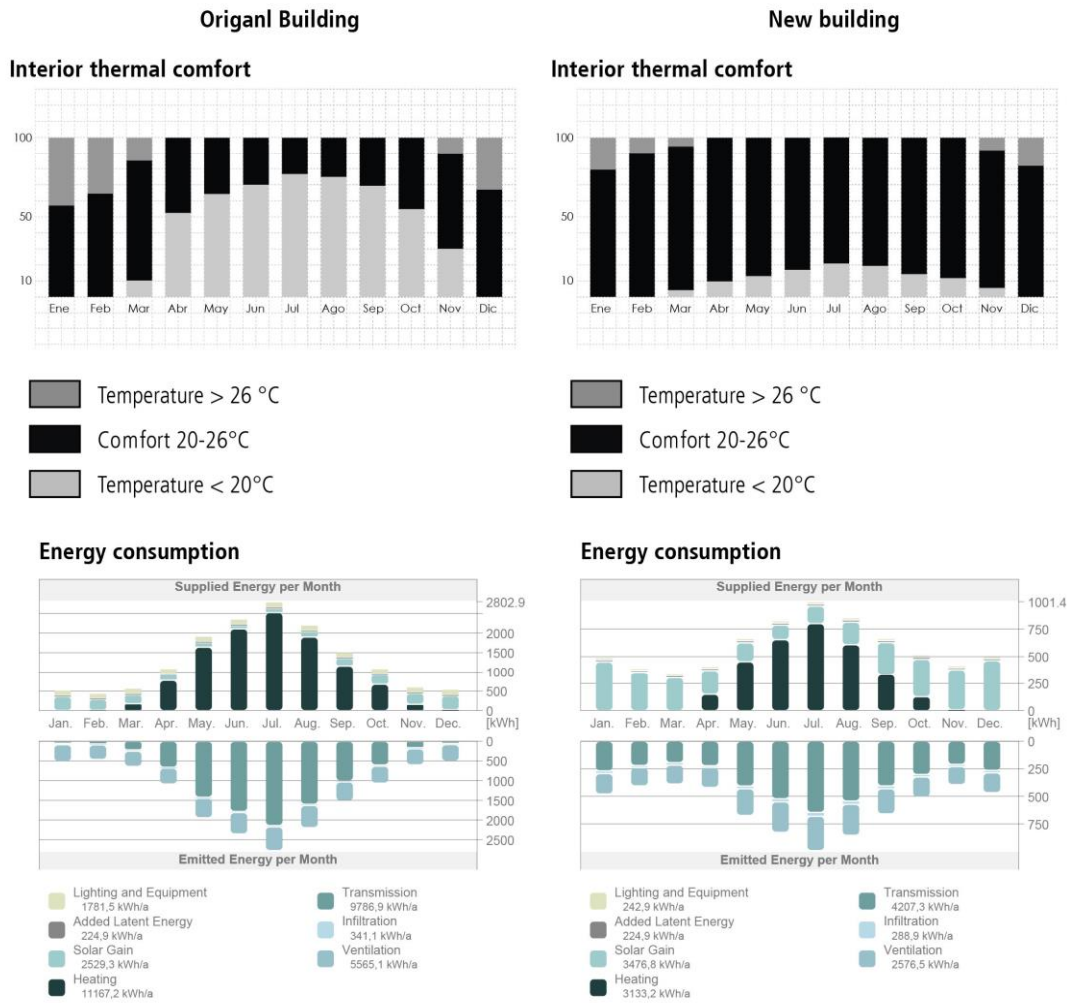 Origanl Building
New building
Interior thermal comfort
Interior thermal comfort
100
50
10
Ene Feb Mar Abr May Jun Jul Ago Sep Oct Nov Dic
100
50
10
Ene Feb Mar Abr May Jun Jul Ago Sep Oct Nov Dic
Temperature > 26 °C
Comfort 20-26°C
Temperature < 20°C
Temperature > 26 °C
Comfort 20-26°C
Temperature < 20°C
Energy consumption
Supplied Energy per Month
2802.9
2000
1500
1000
500
0
Jan. Feb. Mar. Apr. May. Jun. Jul. Aug. Sep. Oct. Nov. Dec. [kWh]
0
500
1000
1500
2000
2500
Emitted Energy per Month
Lighting and Equipment
1781,5 kWh/a
Added Latent Energy
224,9 kWh/a
Solar Gain
2529,3 kWh/a
Heating
11167,2 kWh/a
Transmission
9786,9 kWh/a
Infiltration
341,1 kWh/a
Ventilation
5565,1 kWh/a
Energy consumption
Supplied Energy per Month
1001.4
750
500
250
0
Jan. Feb. Mar. Apr. May. Jun. Jul. Aug. Sep. Oct. Nov. Dec. [kWh]
0
250
500
750
Emitted Energy per Month
Lighting and Equipment
242,9 kWh/a
Added Latent Energy
224,9 kWh/a
Solar Gain
3476,8 kWh/a
Heating
3133,2 kWh/a
Transmission
4207,3 kWh/a
Infiltration
288,9 kWh/a
Ventilation
2576,5 kWh/a